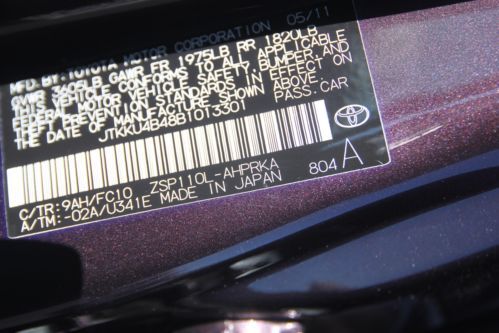 MFD. BY: TOYOTA MOTOR CORPORATION 05/11
GVWR 3605LB GAWR FR 1975LB RR 1820LB
THIS VEHICLE CONFORMS TO ALL APPLICABLE
FEDERAL MOTOR VEHICLE SAFETY, BUMPER, AND
THEFT PREVENTION STANDARDS IN EFFECT ON
THE DATE OF MANUFACTURE SHOWN ABOVE.
JTKKU4B48B1013301 PASS.CAR
TOYOTA
C/TR: 9AH/FC10 ZSP110L-AHPRKA 804 A
A/TM: -02A/U341E MADE IN JAPAN